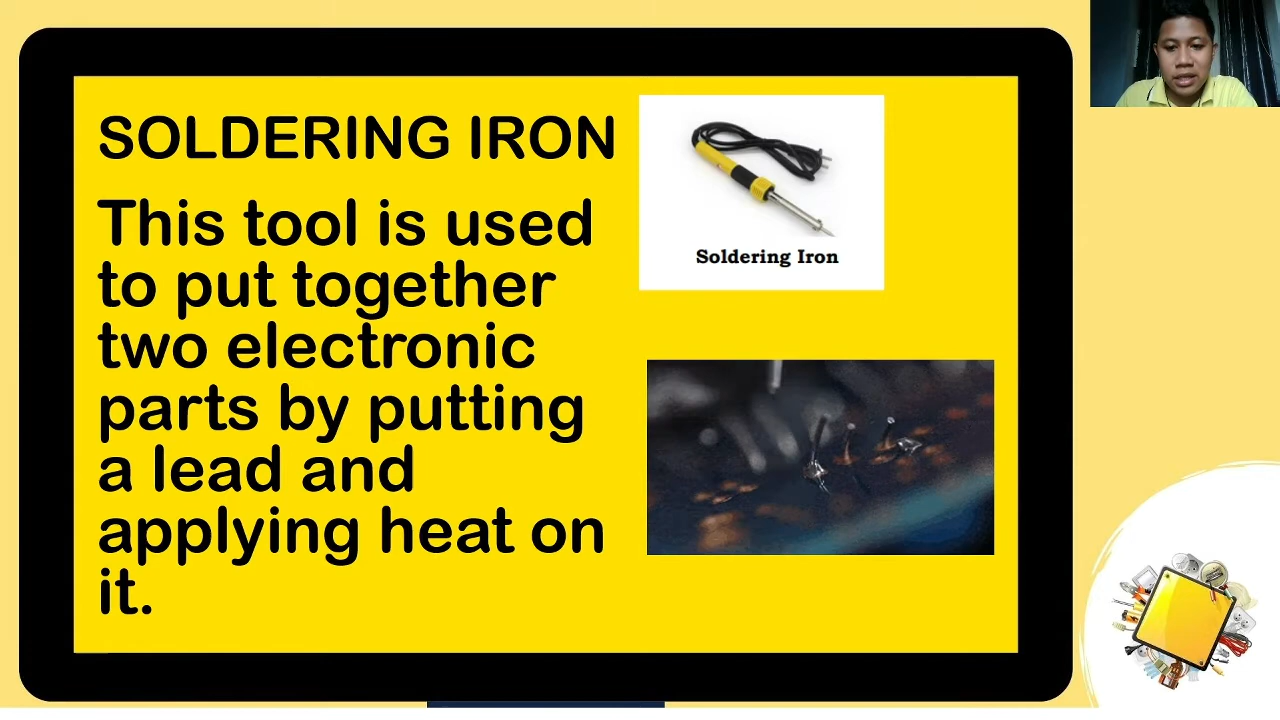 SOLDERING IRON
This tool is used
to put together
two electronic
parts by putting
a lead and
applying heat on
it.
Soldering Iron